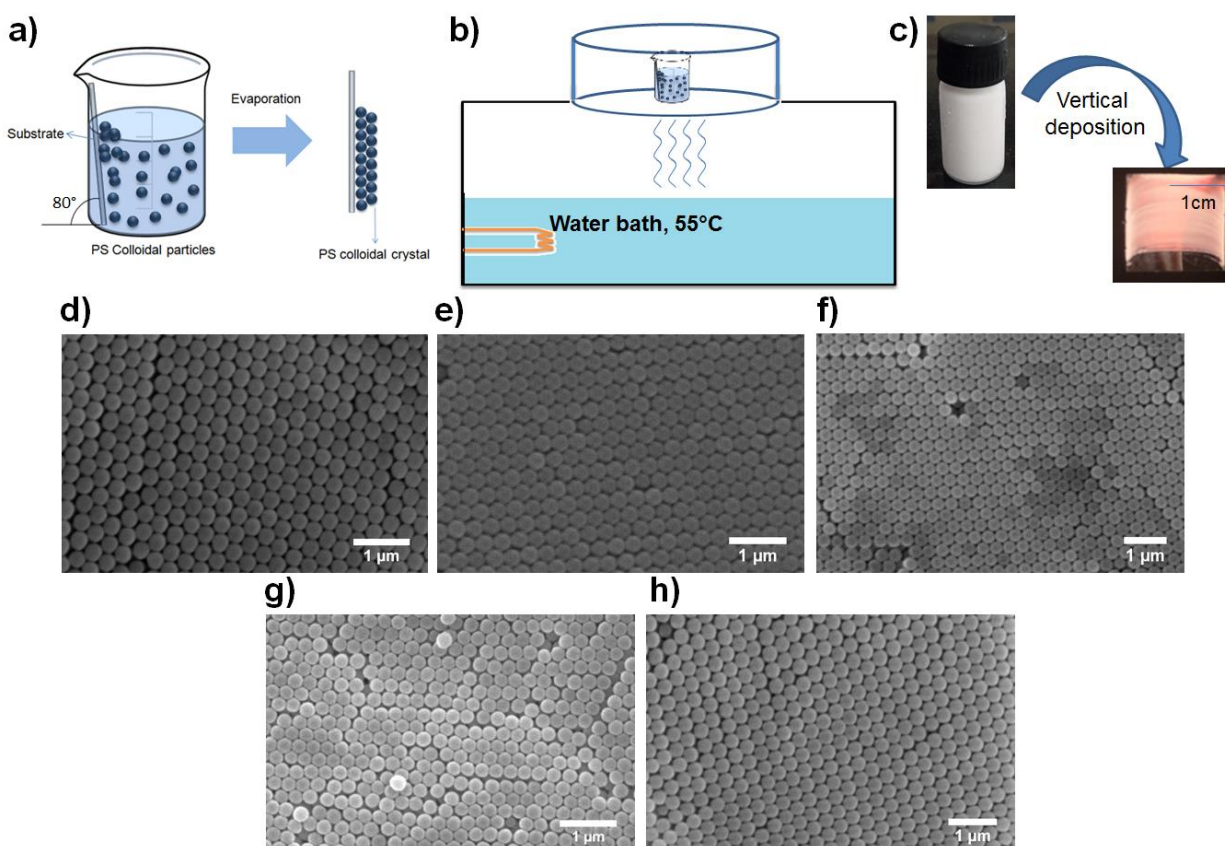 a)
Evaporation
Substrate
80°
PS Colloidal particles
PS colloidal crystal
b)
Water bath, 55°C
c)
Vertical
deposition
1cm
d)
1 µm
e)
1 µm
f)
1 µm
g)
1 µm
h)
1 µm